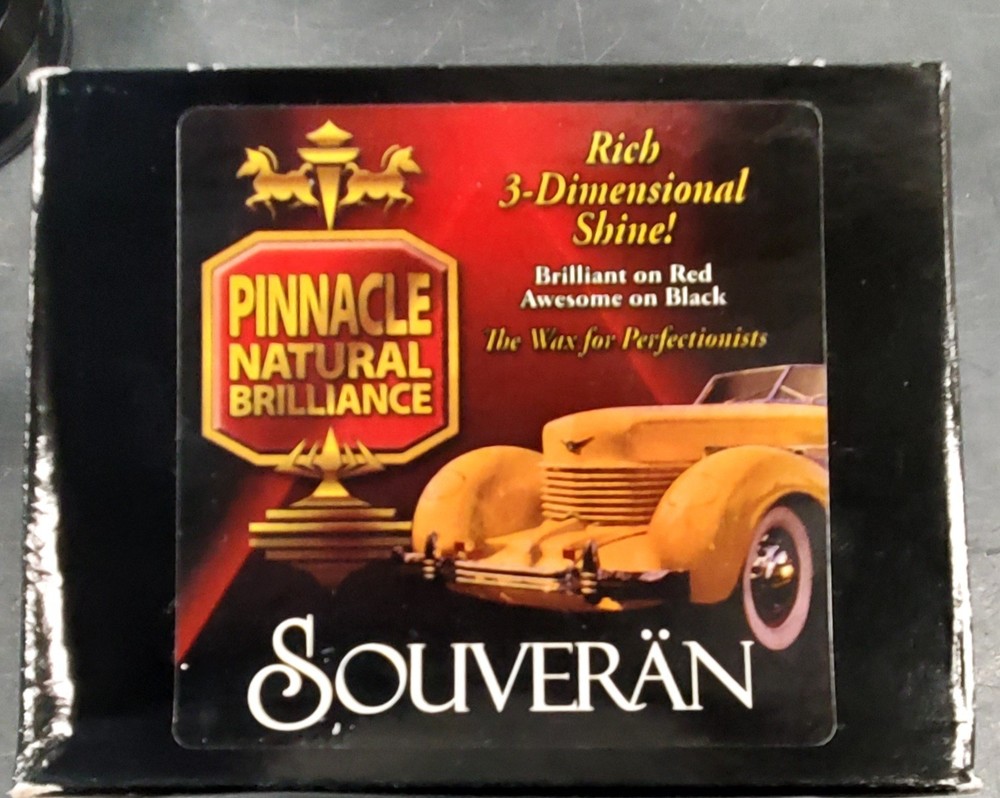 PINNACLE
NATURAL
BRILLIANCE
Rich
3-Dimensional
Shine!
Brilliant on Red
Awesome on Black
The Wax for Perfectionists
SOUVERÄN